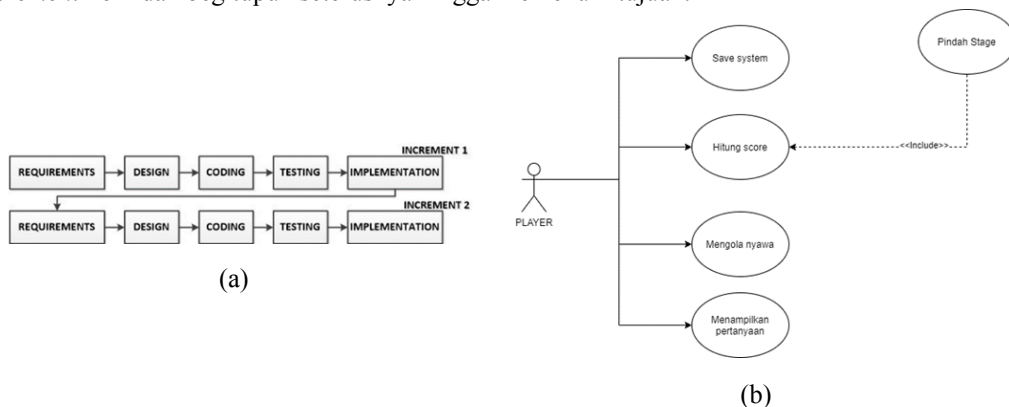 INCREMENT 1
REQUIREMENTS DESIGN CODING TESTING IMPLEMENTATION
INCREMENT 2
REQUIREMENTS DESIGN CODING TESTING IMPLEMENTATION
(a)
Pindah Stage
Save system
Hitung score
<<Include>>
PLAYER
Mengola nyawa
Menampilkan
pertanyaan
(b)